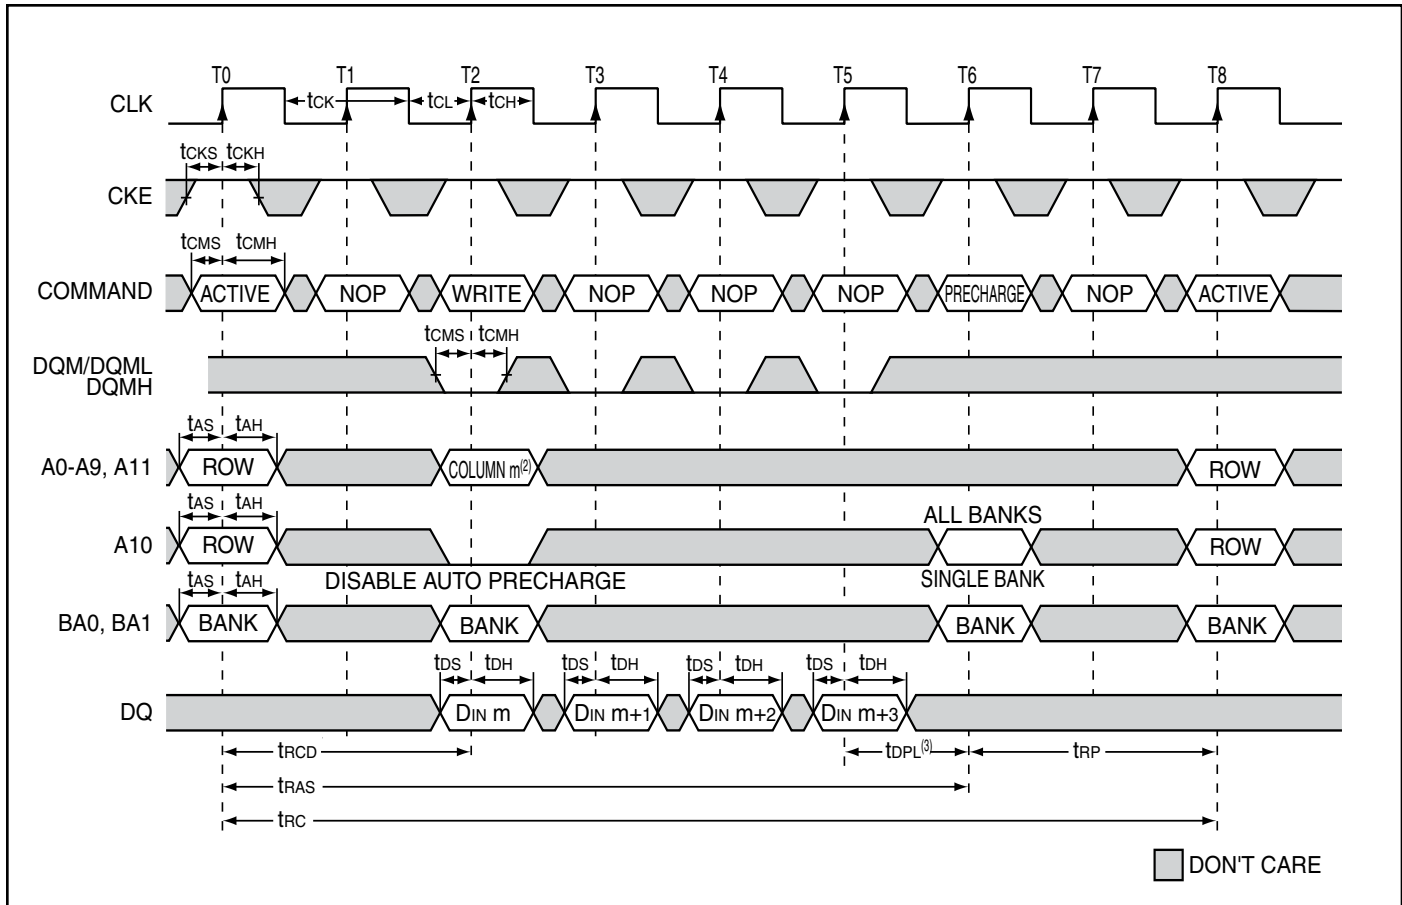 T0 T1 T2 T3 T4 T5 T6 T7 T8
CLK tCK tCL tCH
tCKS tCKH
CKE
tCMS tCMH
COMMAND ACTIVE NOP WRITE NOP NOP NOP PRECHARGE NOP ACTIVE
tCMS tCMH
DQM/DQML
DQMH
tAS tAH
A0-A9, A11 ROW COLUMN m(2) ROW
tAS tAH
ALL BANKS
A10 ROW ROW
tAS tAH
DISABLE AUTO PRECHARGE SINGLE BANK
BA0, BA1 BANK BANK BANK BANK
tDS tDH tDS tDH tDS tDH tDS tDH
DQ DIN m DIN m+1 DIN m+2 DIN m+3
tRCD tDPL(3) tRP
tRAS
tRC
DON'T CARE